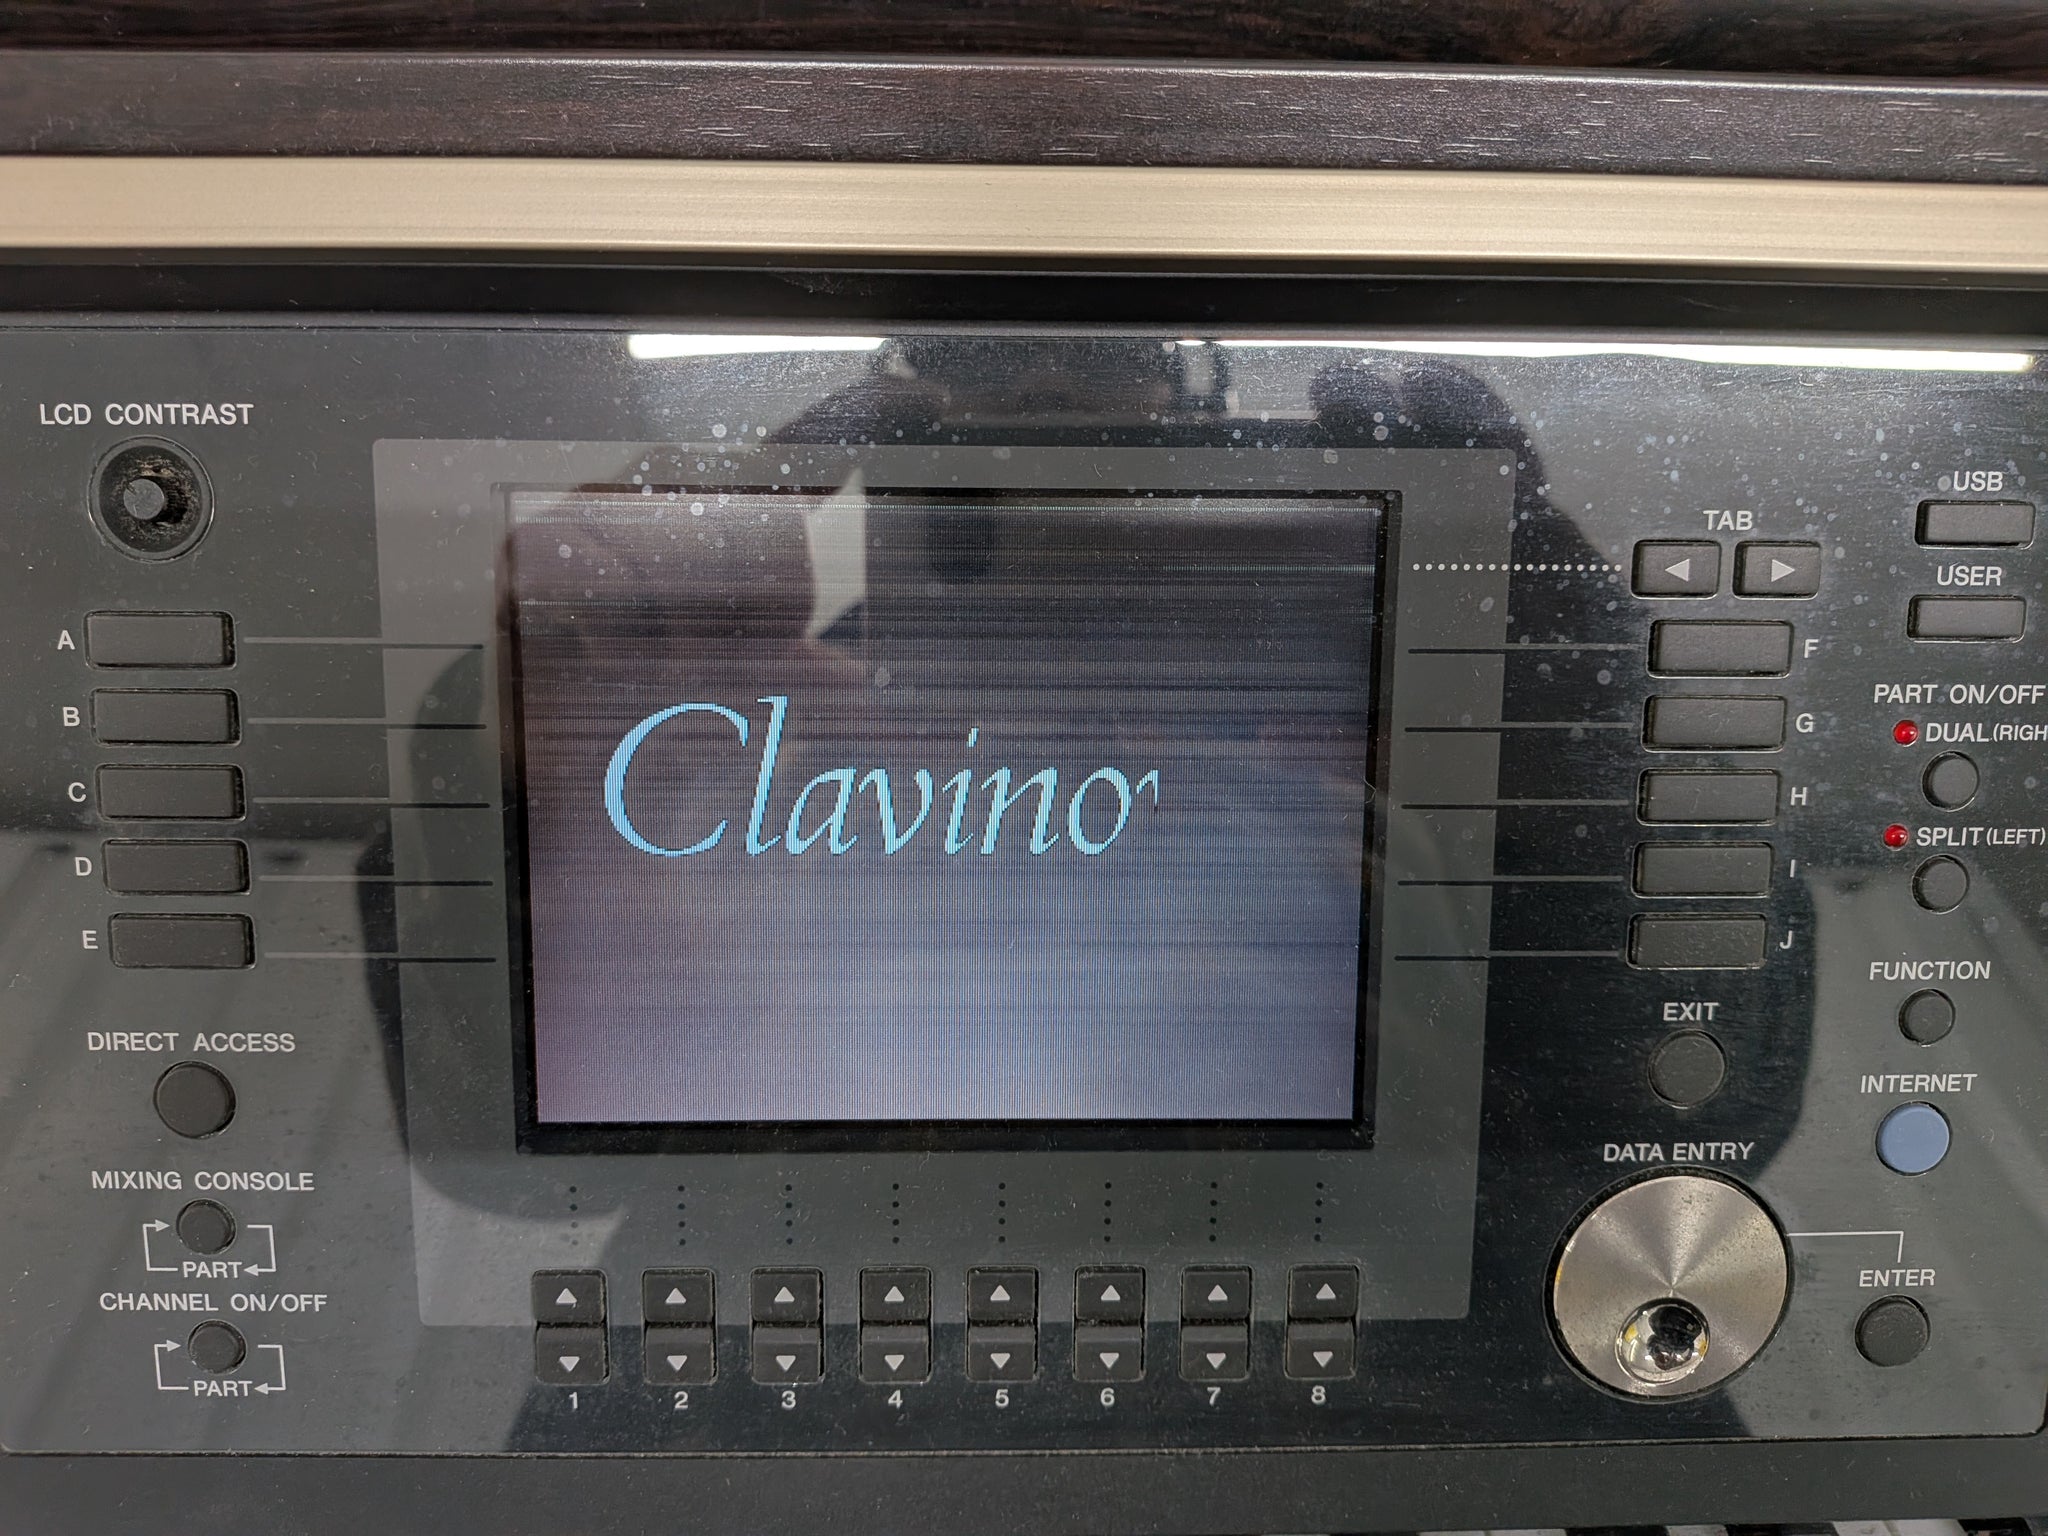 LCD CONTRAST
A
B
C
D
E
DIRECT ACCESS
MIXING CONSOLE
PART
CHANNEL ON/OFF
PART
Clavino
1 2 3 4 5 6 7 8
TAB
F
G
H
I
J
EXIT
DATA ENTRY
ENTER
USB
USER
PART ON/OFF
DUAL (RIGH
SPLIT (LEFT)
FUNCTION
INTERNET